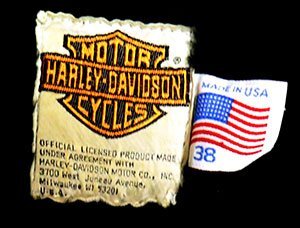 MOTOR
HARLEY-DAVIDSON
CYCLES
®
OFFICIAL LICENSED PRODUCT MADE
UNDER AGREEMENT WITH
HARLEY-DAVIDSON MOTOR CO., INC.
3700 West Juneau Avenue,
Milwaukee WI 53201
U.S.A.
MADE IN USA
38